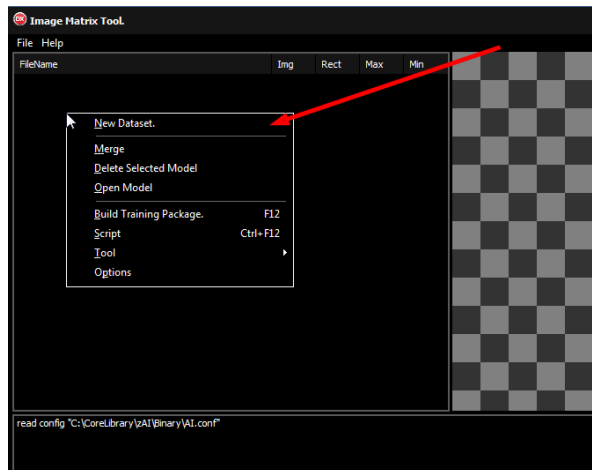 DX Image Matrix Tool.
File Help
FileName Img Rect Max Min
New Dataset.
Merge
Delete Selected Model
Open Model
Build Training Package. F12
Script Ctrl+F12
Tool
Options
read config "C:\CoreLibrary\zAI\Binary\AI.conf"